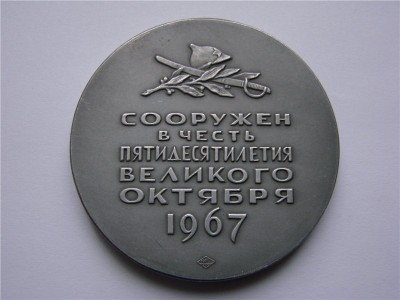 СООРУЖЕН
В ЧЕСТЬ
ПЯТИДЕСЯТИЛЕТИЯ
ВЕЛИКОГО
ОКТЯБРЯ
1967